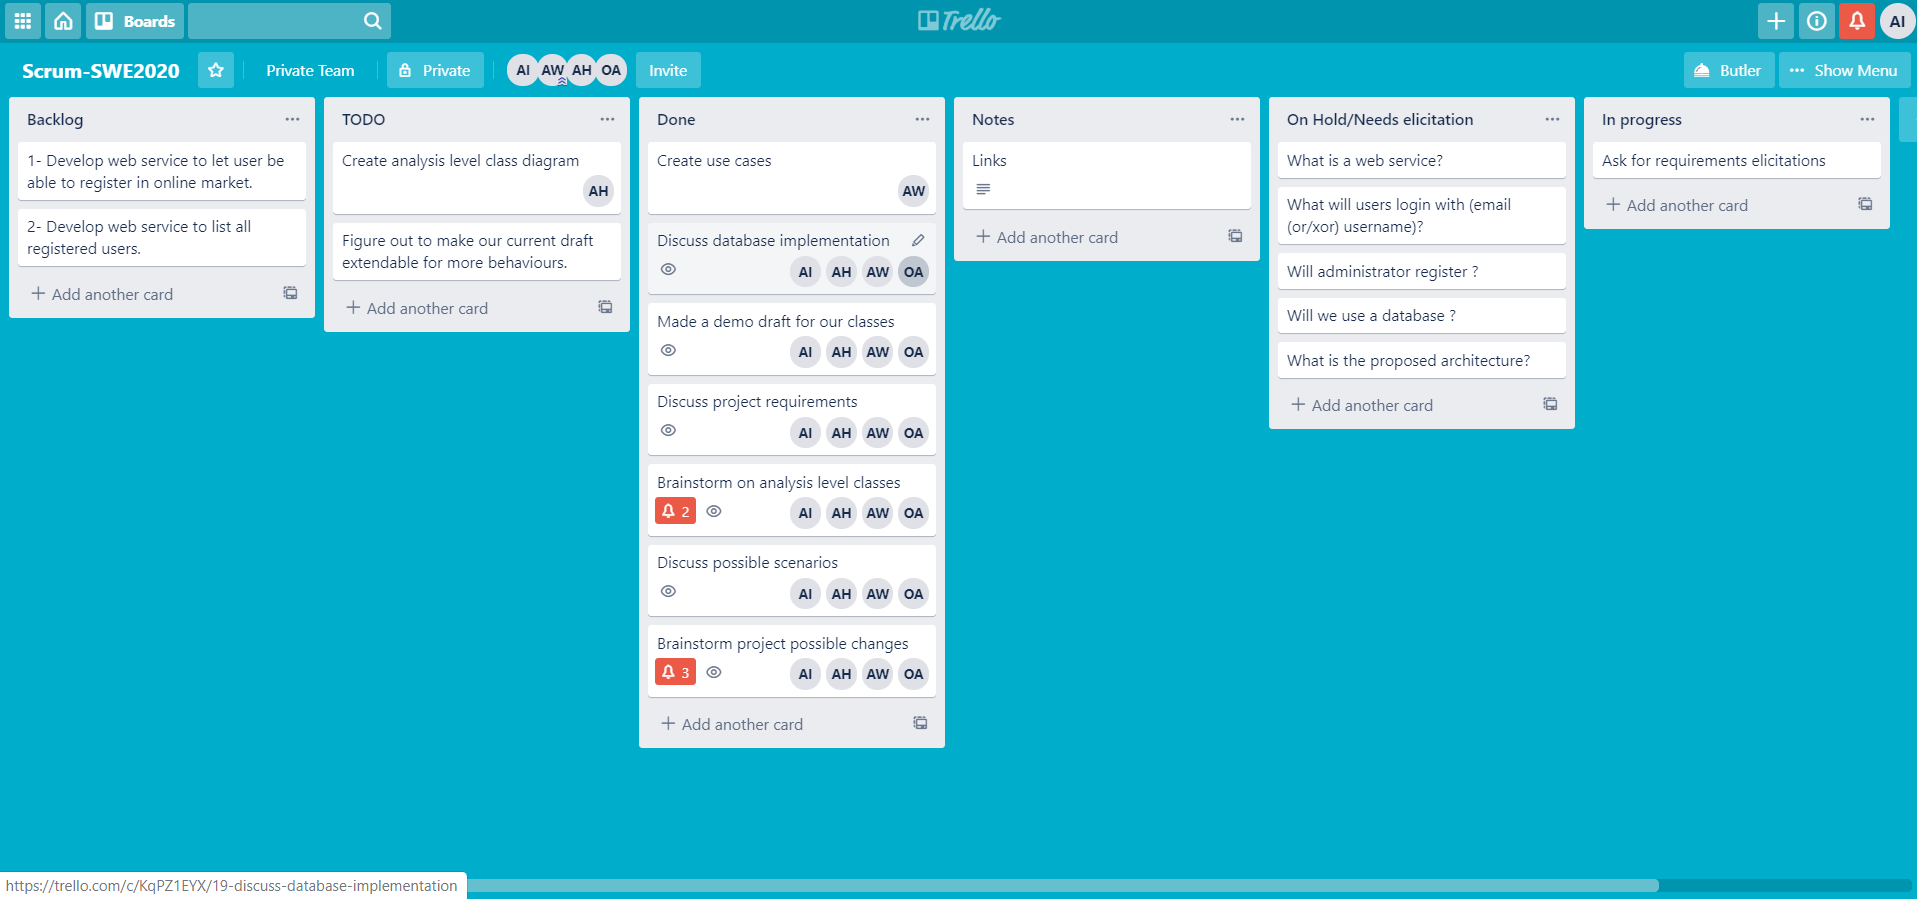 Boards
Trello
AI
Scrum-SWE2020
Private Team
Private
AI AW AH OA
Invite
Butler
Show Menu
Backlog
1- Develop web service to let user be
able to register in online market.
2- Develop web service to list all
registered users.
Add another card
TODO
Create analysis level class diagram
AH
Figure out to make our current draft
extendable for more behaviours.
Add another card
Done
Create use cases
AW
Discuss database implementation
AI AH AW OA
Made a demo draft for our classes
AI AH AW OA
Discuss project requirements
AI AH AW OA
Brainstorm on analysis level classes
2 AI AH AW OA
Discuss possible scenarios
AI AH AW OA
Brainstorm project possible changes
3 AI AH AW OA
Add another card
Notes
Links
Add another card
On Hold/Needs elicitation
What is a web service?
What will users login with (email
(or/xor) username)?
Will administrator register ?
Will we use a database ?
What is the proposed architecture?
Add another card
In progress
Ask for requirements elicitations
Add another card
https://trello.com/c/KqPZ1EYX/19-discuss-database-implementation